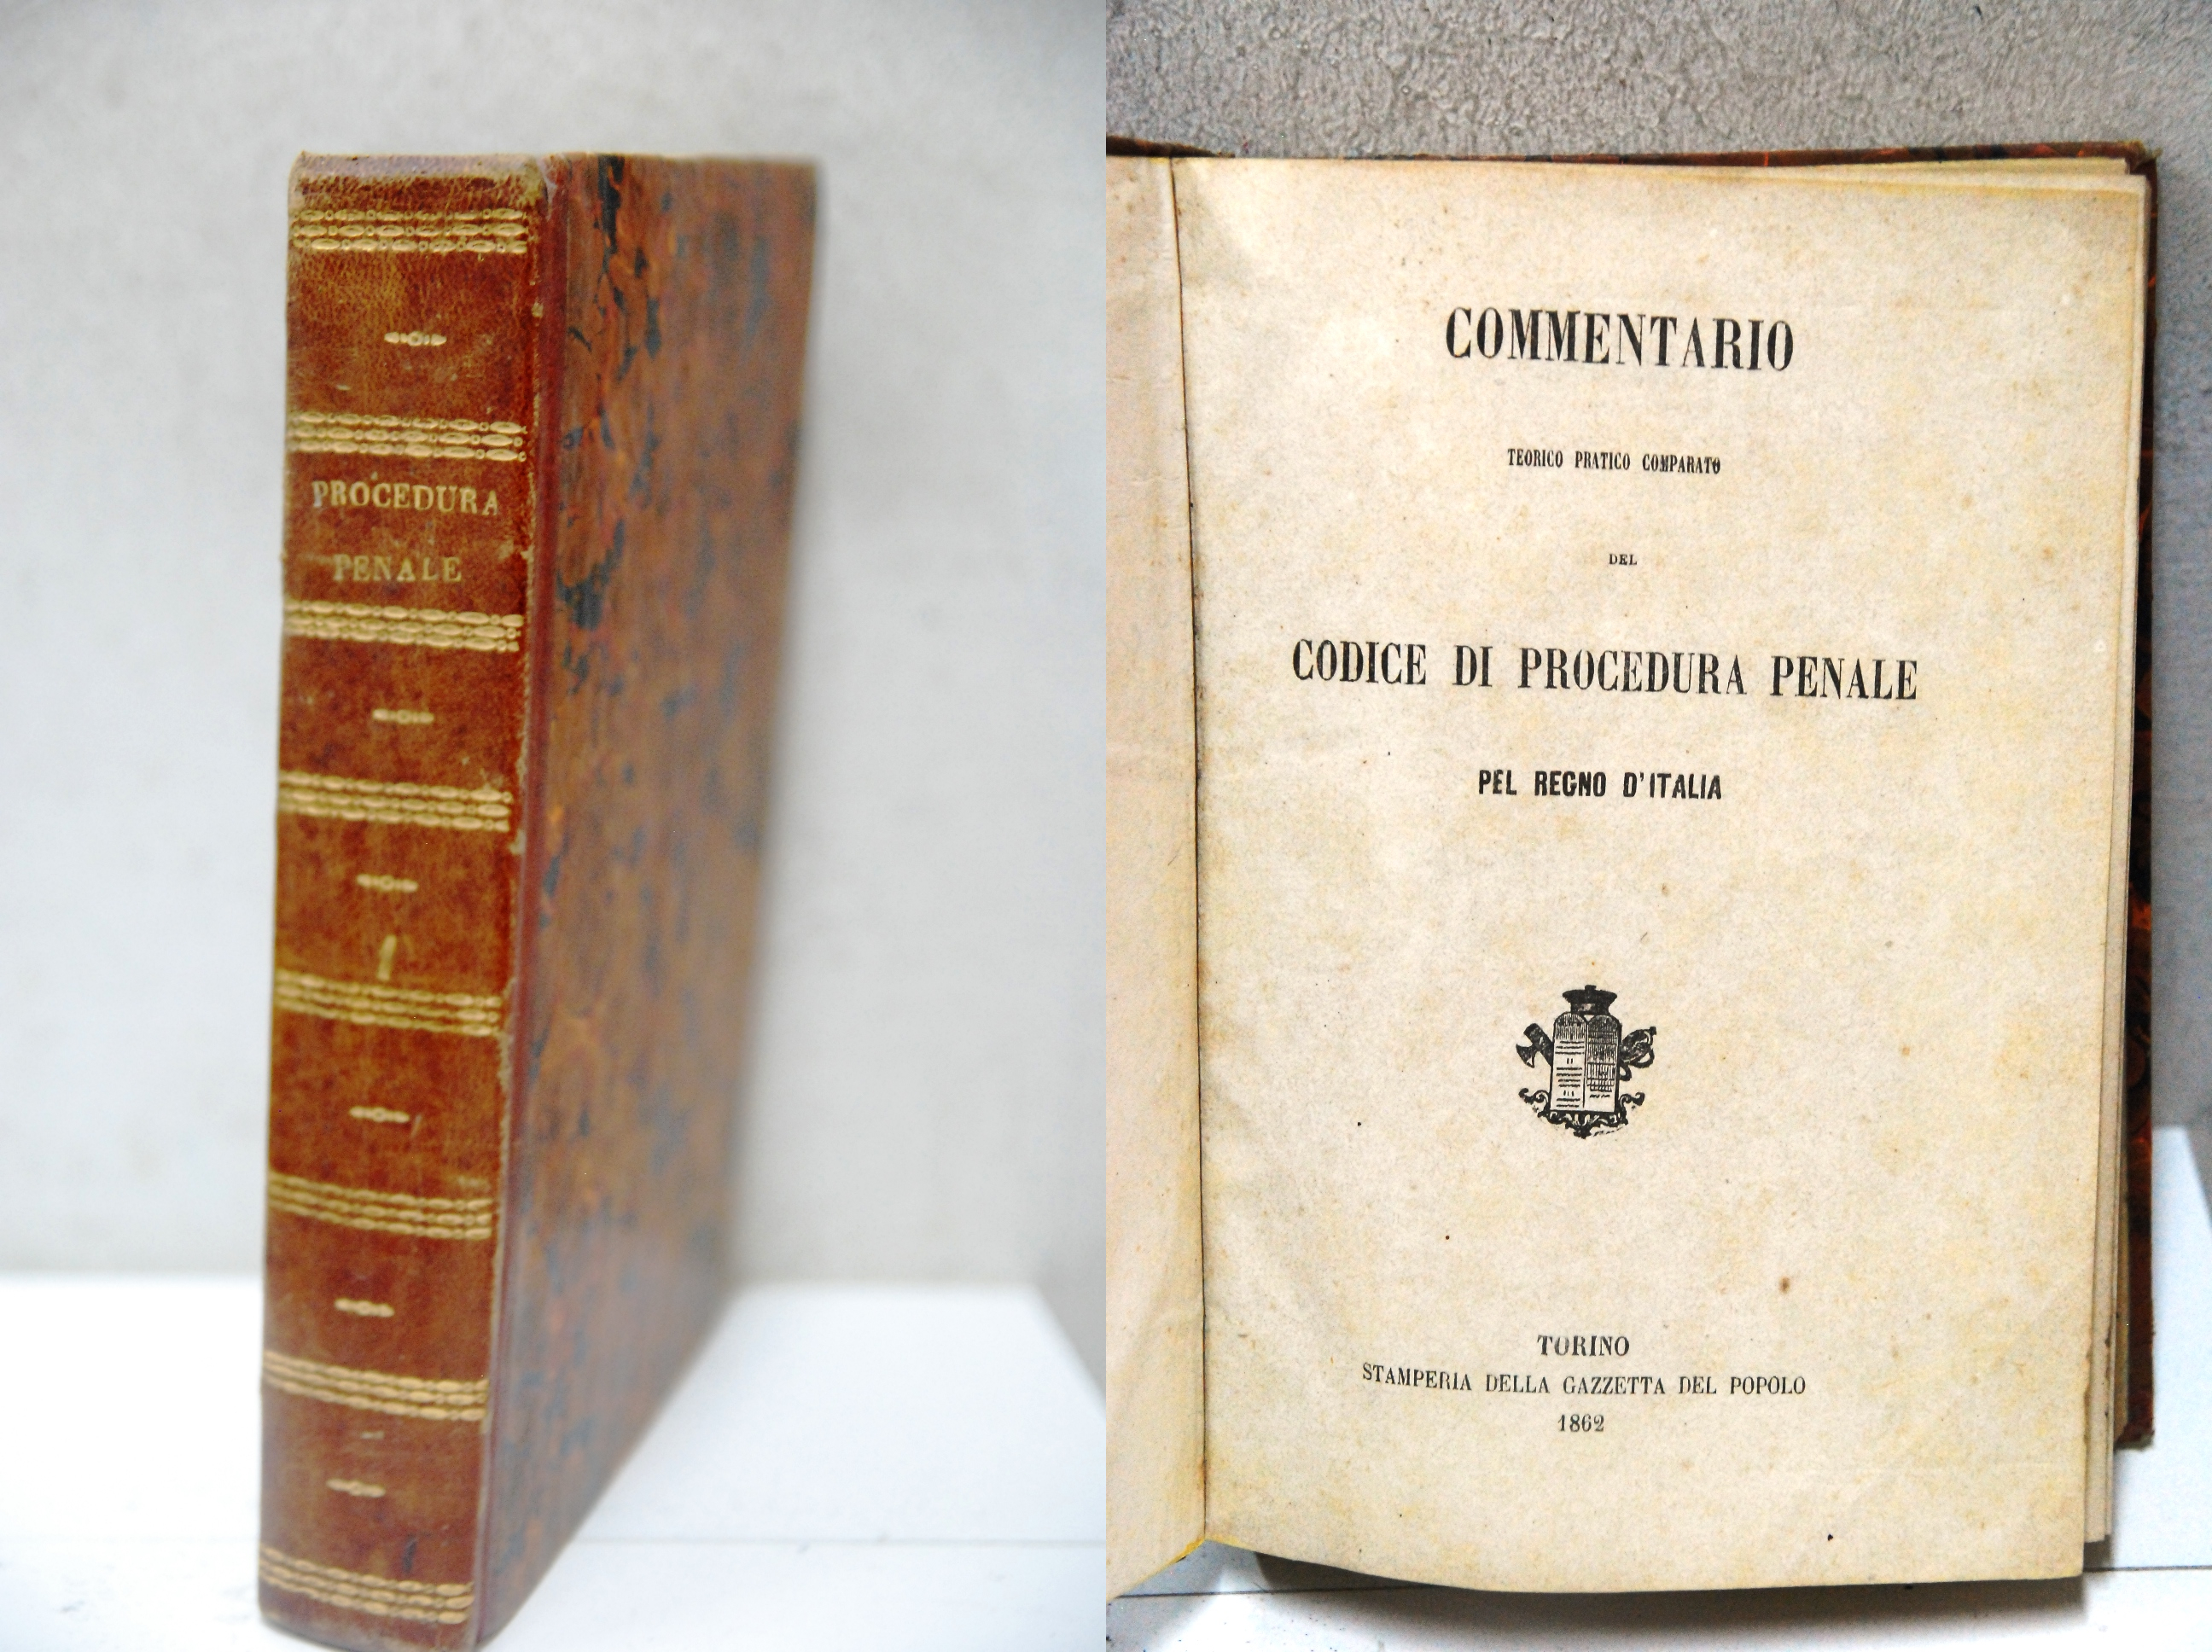 PROCEDURA
PENALE
COMMENTARIO
TEORICO PRATICO COMPARATO
DEL
CODICE DI PROCEDURA PENALE
PEL REGNO D'ITALIA
TORINO
STAMPERIA DELLA GAZZETTA DEL POPOLO
1862